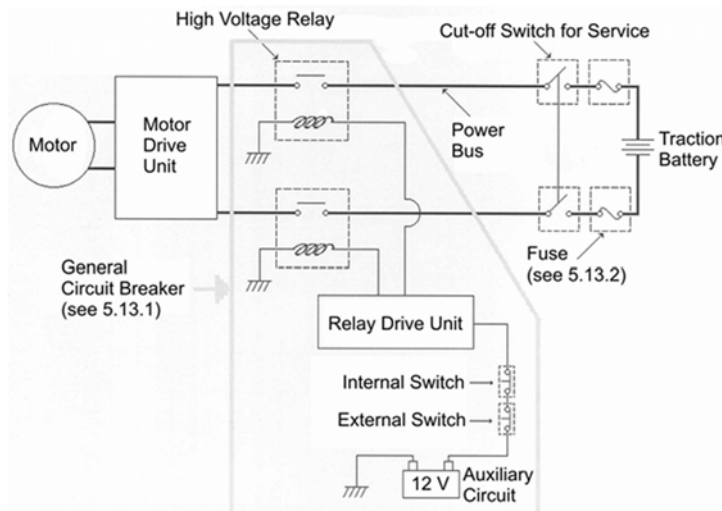 High Voltage Relay
Cut-off Switch for Service
Motor
Motor
Drive
Unit
Power
Bus
Traction
Battery
General
Circuit Breaker
(see 5.13.1)
Fuse
(see 5.13.2)
Relay Drive Unit
Internal Switch
External Switch
12 V
Auxiliary
Circuit